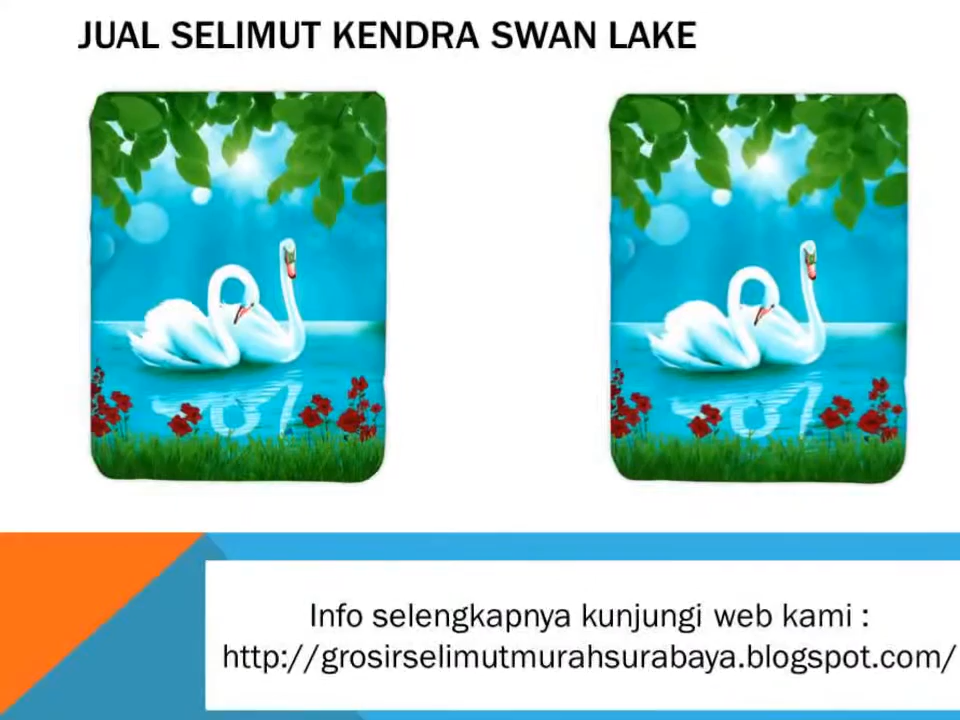 JUAL SELIMUT KENDRA SWAN LAKE
Info selengkapnya kunjungi web kami :
http://grosirselimutmurahsurabaya.blogspot.com/